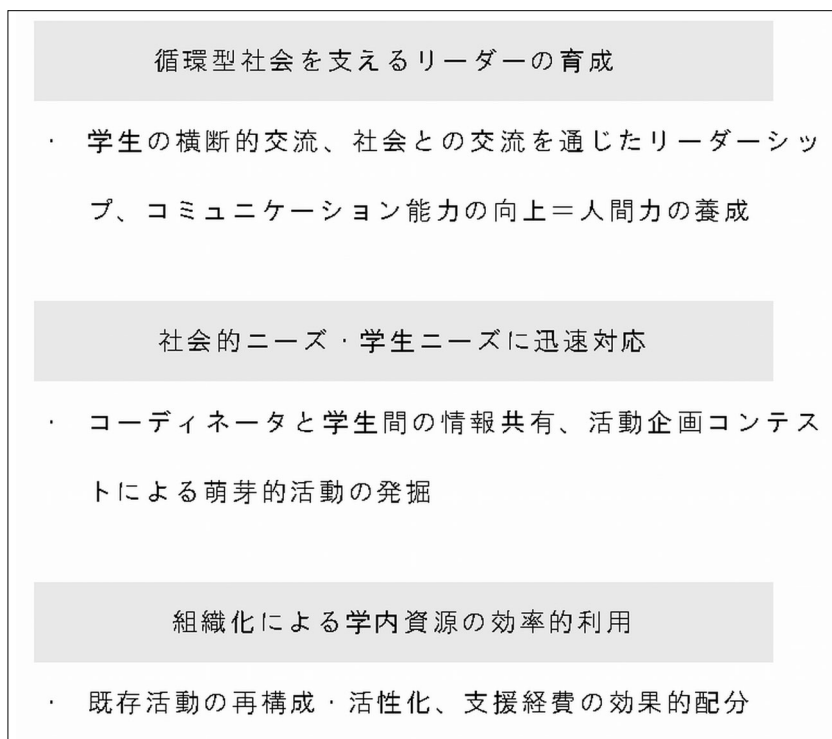 循環型社会を支えるリーダーの育成
· 学生の横断的交流、社会との交流を通じたリーダーシッ
プ、コミュニケーション能力の向上＝人間力の養成
社会的ニーズ·学生ニーズに迅速対応
· コーディネータと学生間の情報共有、活動企画コンテス
トによる萌芽的活動の発掘
組織化による学内資源の効率的利用
· 既存活動の再構成·活性化、支援経費の効果的配分